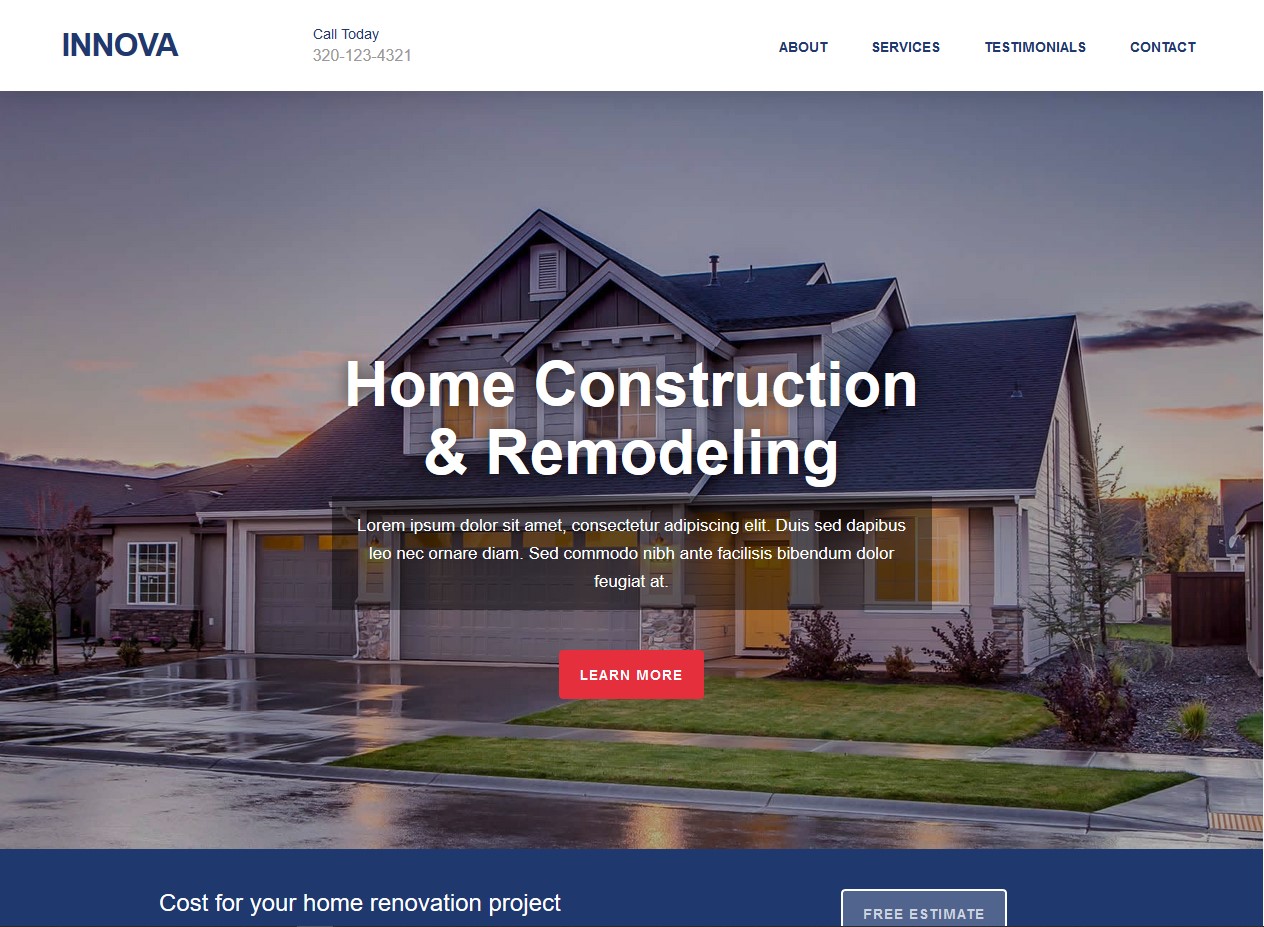 INNOVA
Call Today
320-123-4321
ABOUT SERVICES TESTIMONIALS CONTACT
Home Construction
& Remodeling
Lorem ipsum dolor sit amet, consectetur adipiscing elit. Duis sed dapibus
leo nec ornare diam. Sed commodo nibh ante facilisis bibendum dolor
feugiat at.
LEARN MORE
Cost for your home renovation project
FREE ESTIMATE